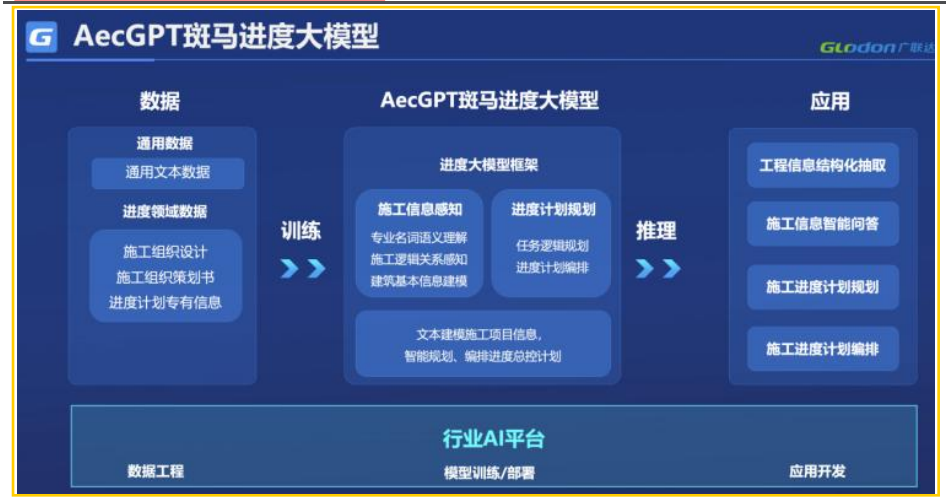 G AecGPT斑马进度大模型
GLodon广联达
数据
通用数据
通用文本数据
进度领域数据
施工组织设计
施工组织策划书
进度计划专有信息
训练
AecGPT斑马进度大模型
进度大模型框架
施工信息感知
专业名词语义理解
施工逻辑关系感知
建筑基本信息建模
进度计划规划
任务逻辑规划
进度计划编排
文本建模施工项目信息，
智能规划、编排进度总控计划
推理
应用
工程信息结构化抽取
施工信息智能问答
施工进度计划规划
施工进度计划编排
行业AI平台
数据工程
模型训练/部署
应用开发